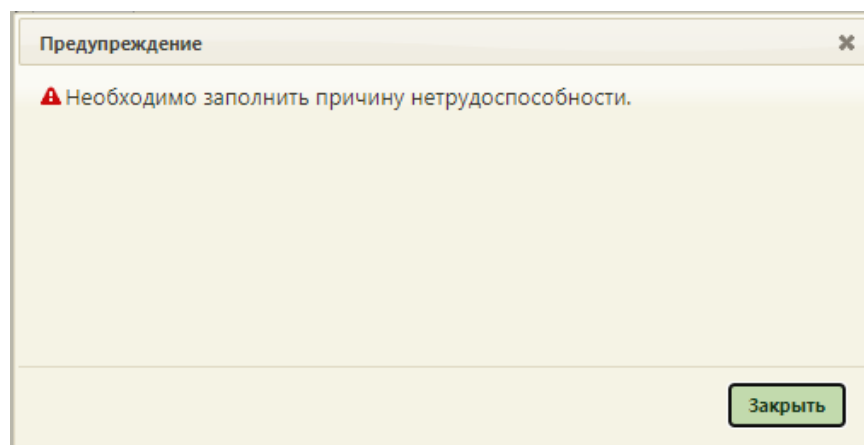 Предупреждение
Необходимо заполнить причину нетрудоспособности.
Закрыть